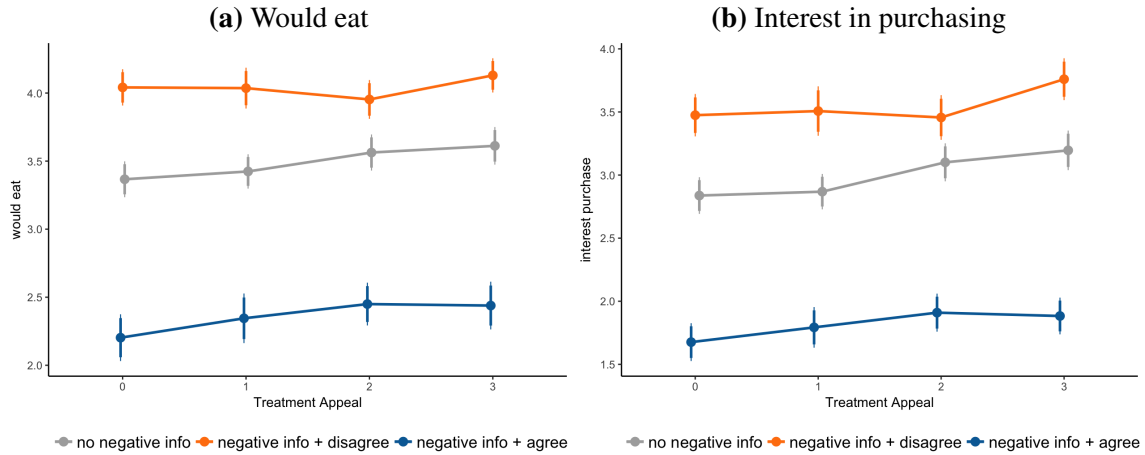 (a) Would eat
4.0
3.5
3.0
2.5
2.0
would eat
0 1 2 3
Treatment Appeal
no negative info negative info + disagree negative info + agree
(b) Interest in purchasing
4.0
3.5
3.0
2.5
2.0
1.5
interest purchase
0 1 2 3
Treatment Appeal
no negative info negative info + disagree negative info + agree